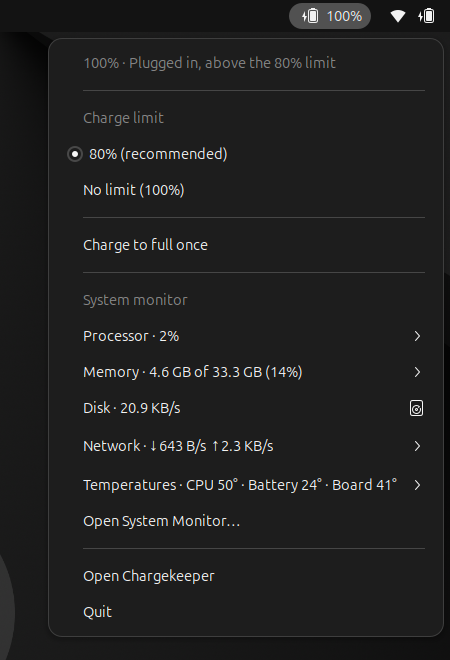 100%
100% · Plugged in, above the 80% limit
Charge limit
80% (recommended)
No limit (100%)
Charge to full once
System monitor
Processor · 2%
Memory · 4.6 GB of 33.3 GB (14%)
Disk · 20.9 KB/s
Network · ↓643 B/s ↑2.3 KB/s
Temperatures · CPU 50° · Battery 24° · Board 41°
Open System Monitor…
Open Chargekeeper
Quit